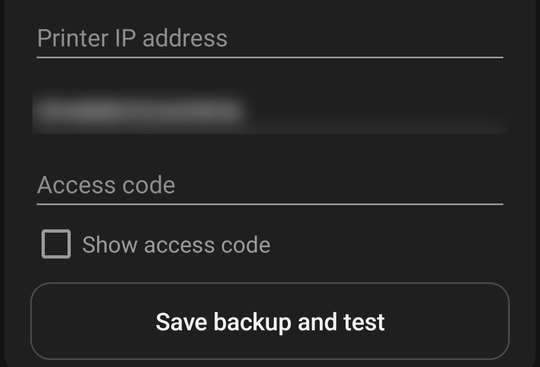 Printer IP address
Access code
Show access code
Save backup and test